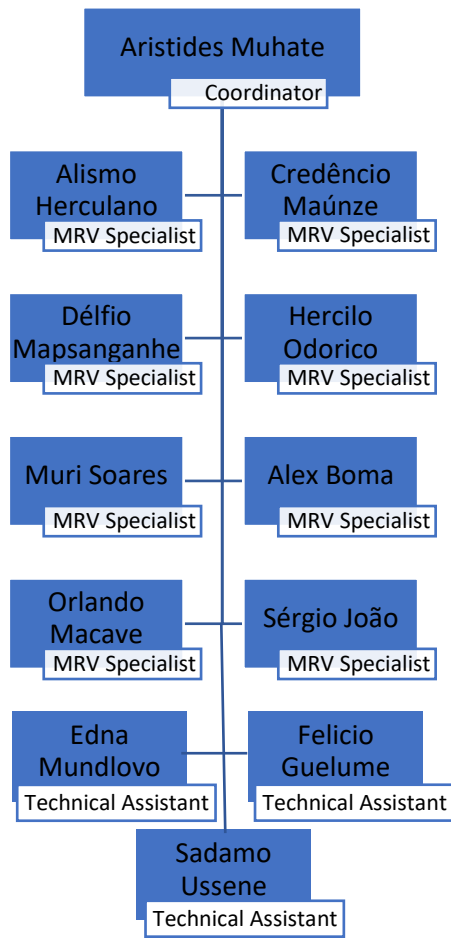 Aristides Muhate
Coordinator
Alismo
Herculano
MRV Specialist
Credêncio
Maúnze
MRV Specialist
Délfio
Mapsanganhe
MRV Specialist
Hercilo
Odorico
MRV Specialist
Muri Soares
MRV Specialist
Alex Boma
MRV Specialist
Orlando
Macave
MRV Specialist
Sérgio João
MRV Specialist
Edna
Mundlovo
Technical Assistant
Felicio
Guelume
Technical Assistant
Sadamo
Ussene
Technical Assistant